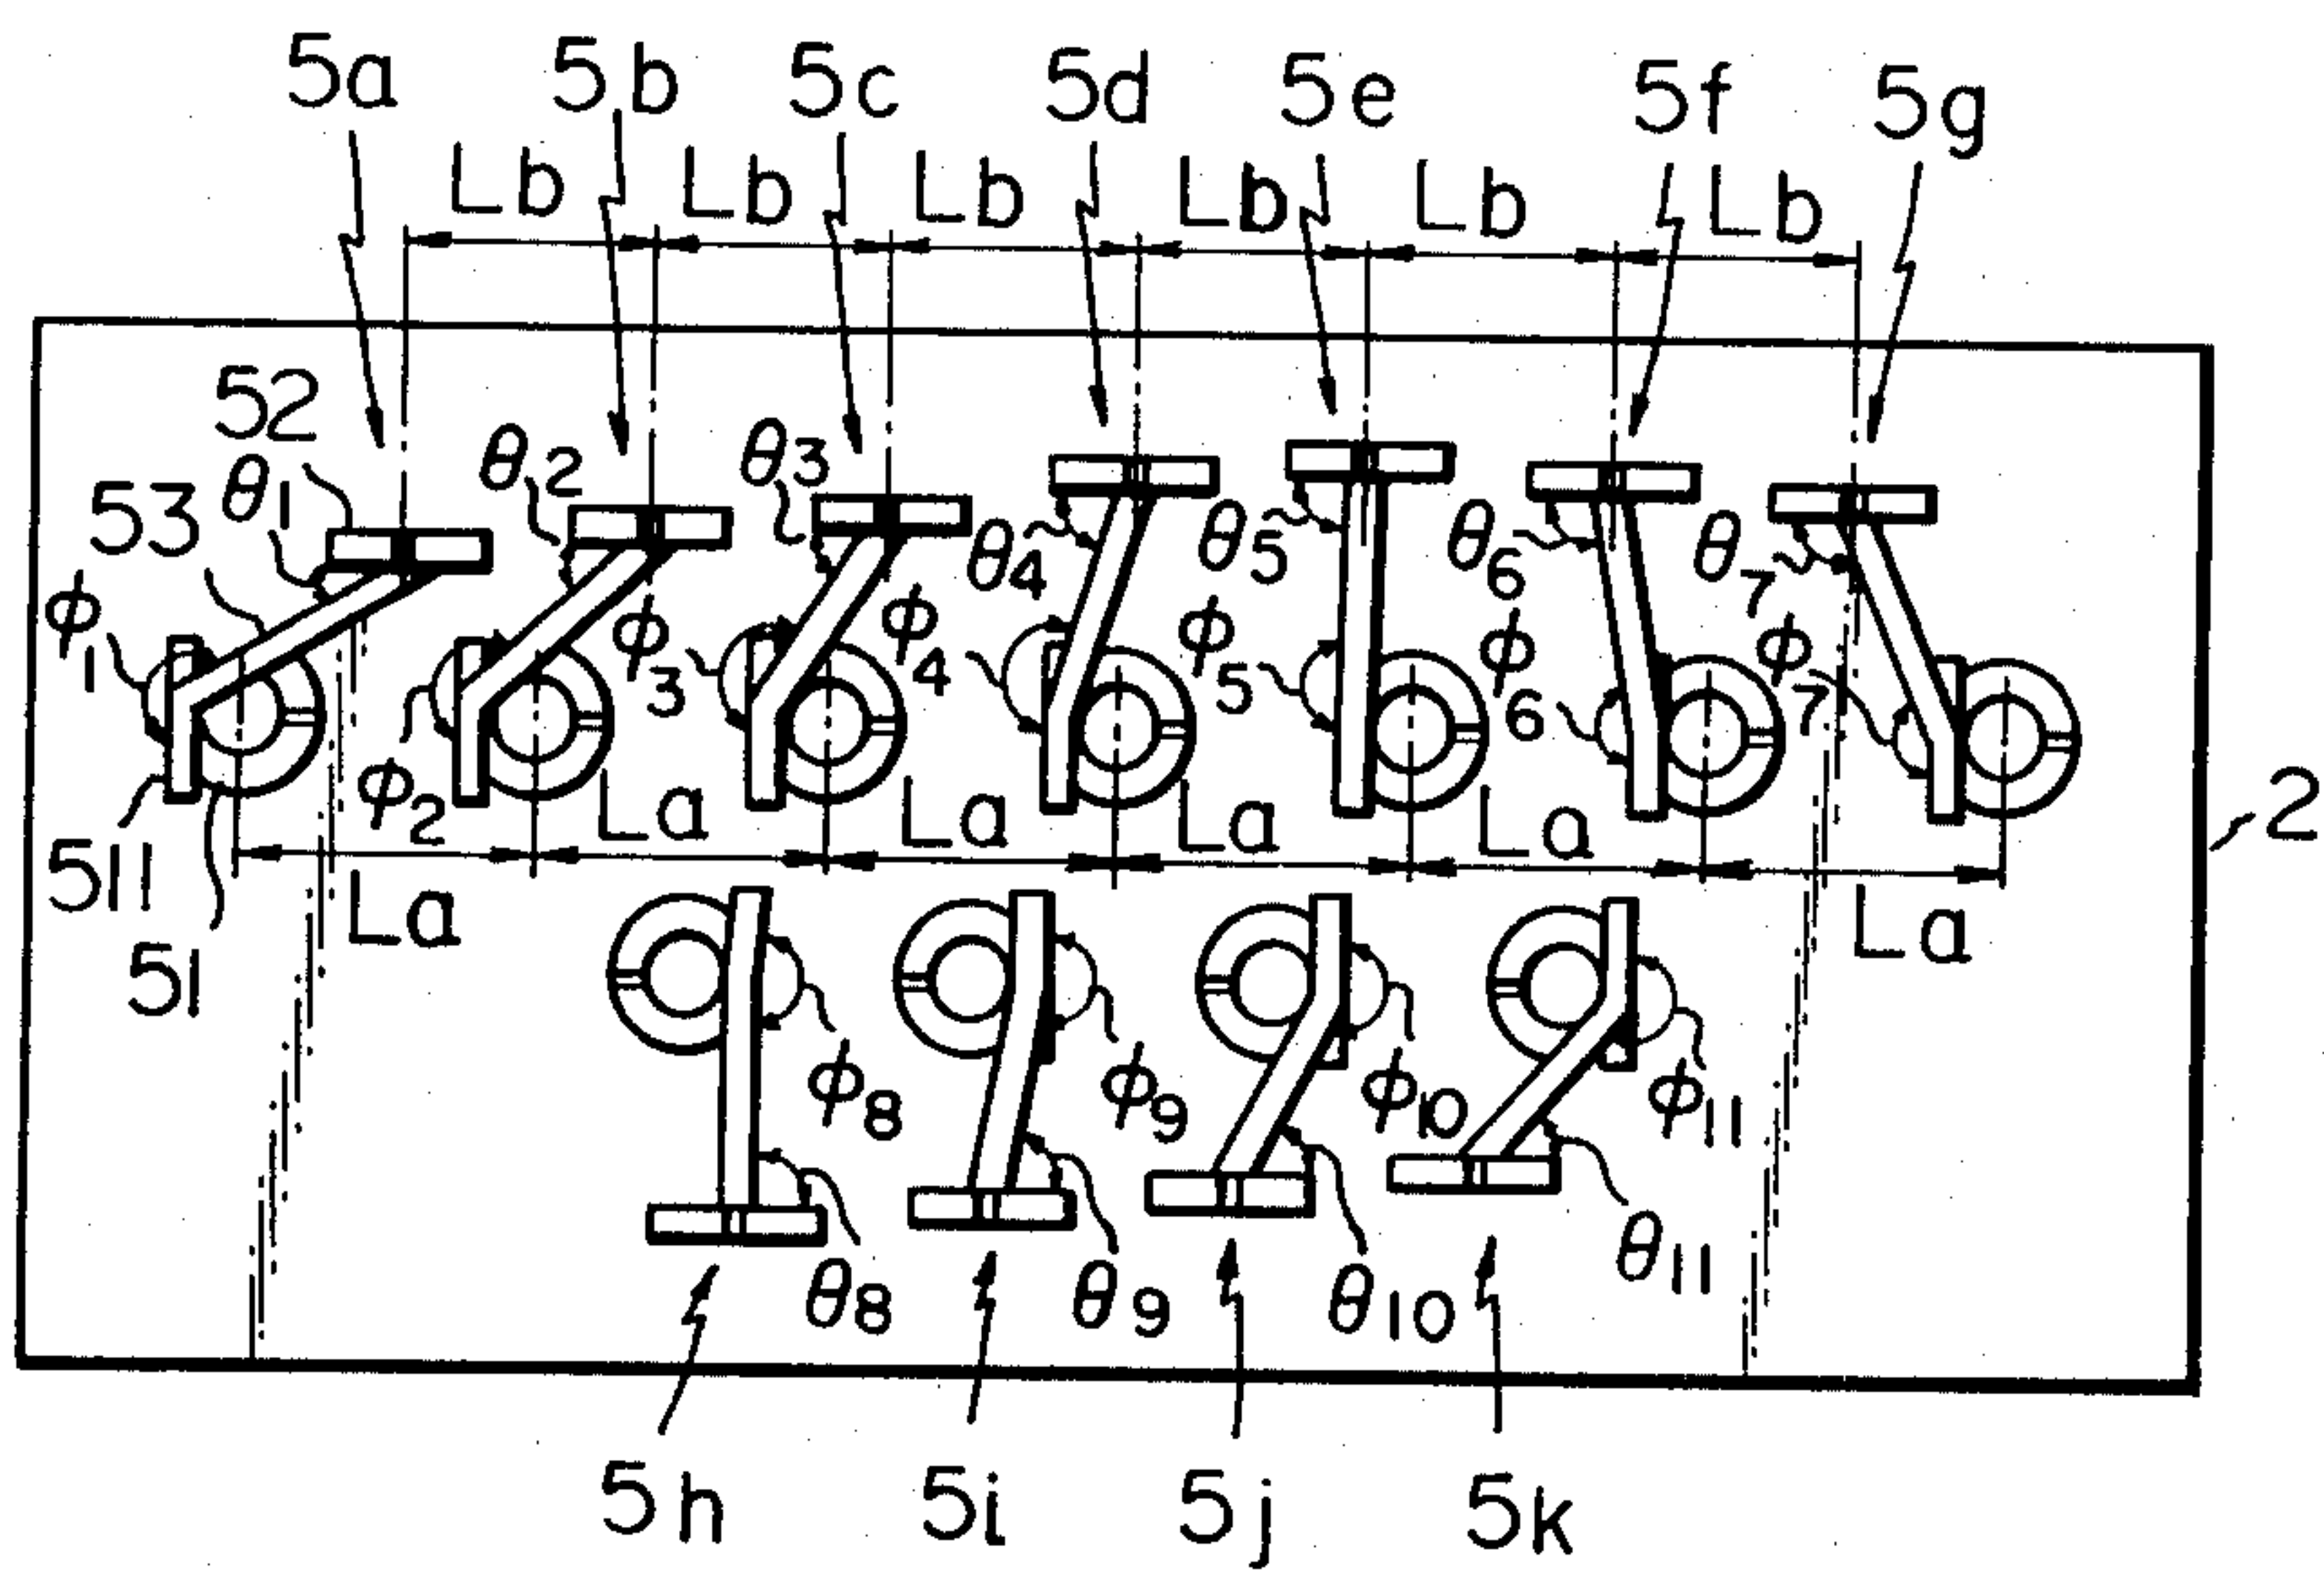 5a 5b 5c 5d 5e 5f 5g
Lb Lb Lb Lb Lb Lb
52
53 θ1 θ2 θ3 θ4 θ5 θ6 θ7
ϕ1 ϕ2 ϕ3 ϕ4 ϕ5 ϕ6 ϕ7
511 La La La La 2
51 La La
ϕ8 ϕ9 ϕ10 ϕ11
θ8 θ9 θ10 θ11
5h 5i 5j 5k